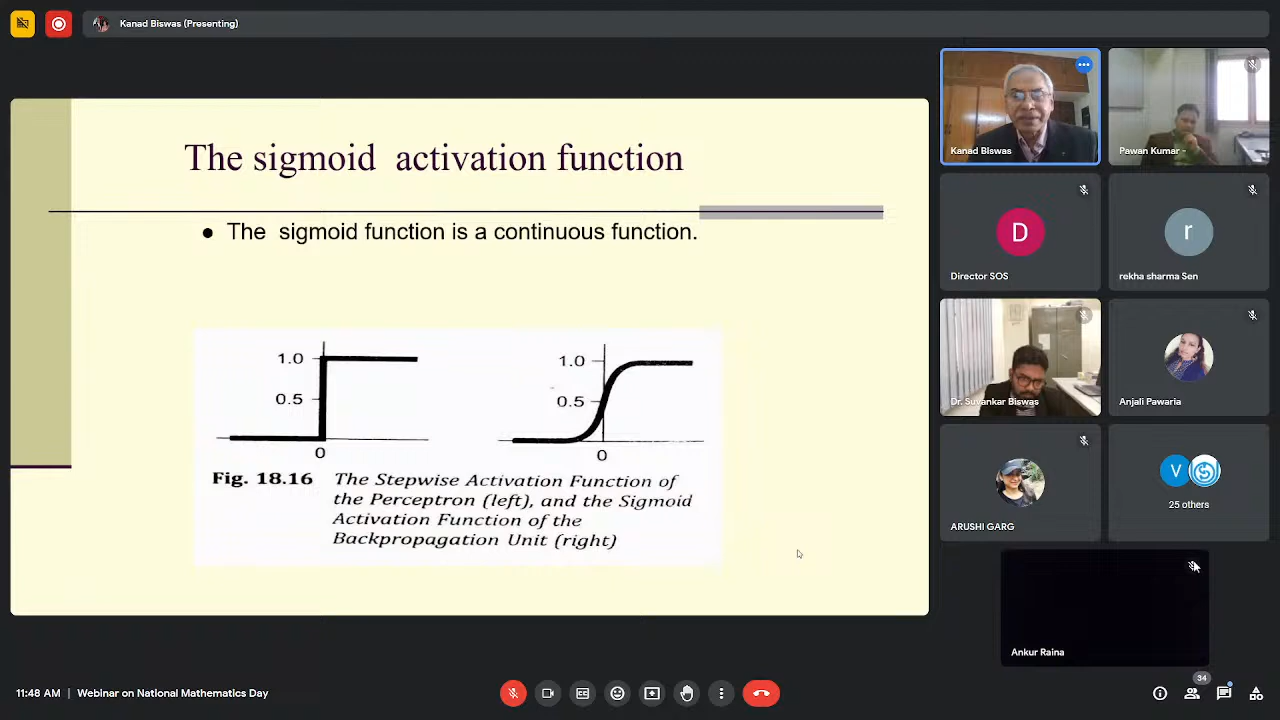 Kanad Biswas (Presenting)
The sigmoid activation function
● The sigmoid function is a continuous function.
1.0
0.5
0
1.0
0.5
0
Fig. 18.16 The Stepwise Activation Function of
the Perceptron (left), and the Sigmoid
Activation Function of the
Backpropagation Unit (right)
Kanad Biswas
Pawan Kumar -
D
Director SOS
r
rekha sharma Sen
Dr. Suvankar Biswas
Anjali Pawaria
ARUSHI GARG
V
25 others
Ankur Raina
11:48 AM | Webinar on National Mathematics Day
34